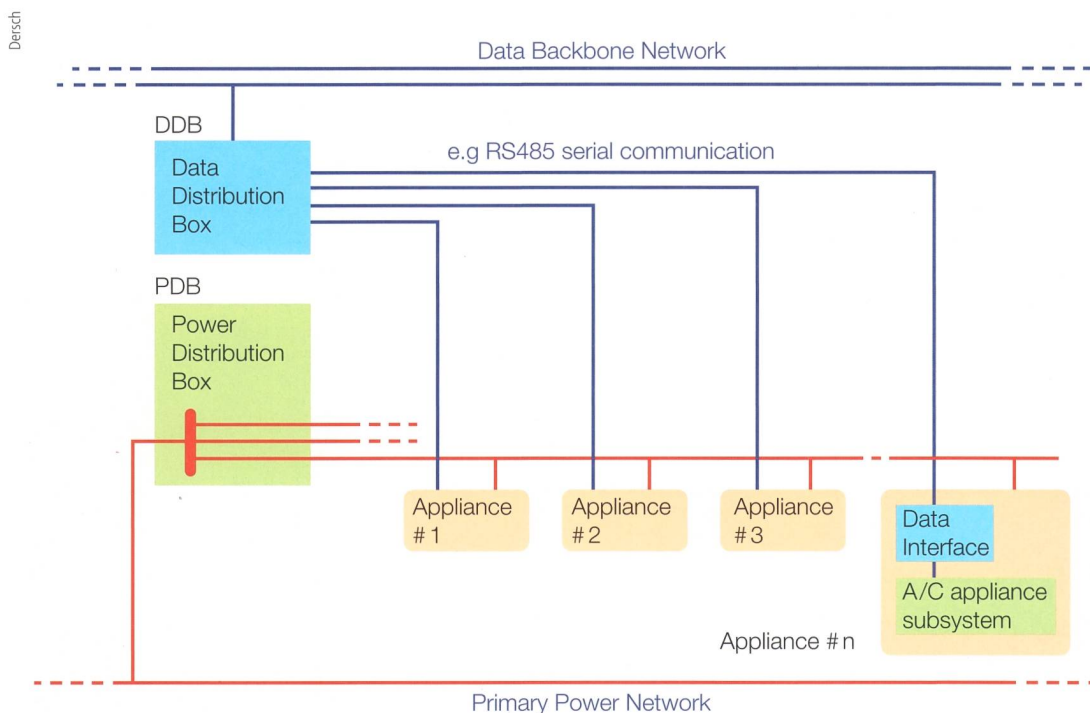 Dersch
Data Backbone Network
DDB
Data
Distribution
Box
e.g RS485 serial communication
PDB
Power
Distribution
Box
Appliance
# 1
Appliance
# 2
Appliance
# 3
Data
Interface
A/C appliance
subsystem
Appliance # n
Primary Power Network